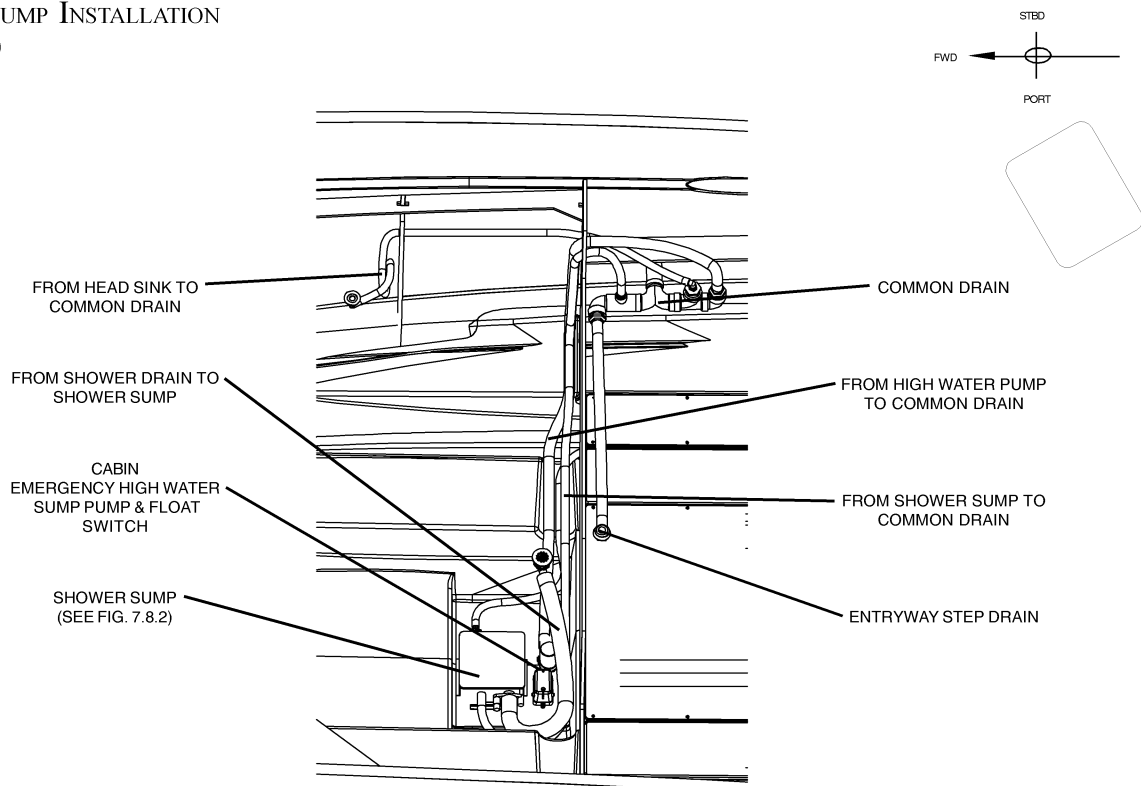 UMP INSTALLATION
)
STBD
FWD
PORT
FROM HEAD SINK TO
COMMON DRAIN
COMMON DRAIN
FROM SHOWER DRAIN TO
SHOWER SUMP
FROM HIGH WATER PUMP
TO COMMON DRAIN
CABIN
EMERGENCY HIGH WATER
SUMP PUMP & FLOAT
SWITCH
FROM SHOWER SUMP TO
COMMON DRAIN
SHOWER SUMP
(SEE FIG. 7.8.2)
ENTRYWAY STEP DRAIN